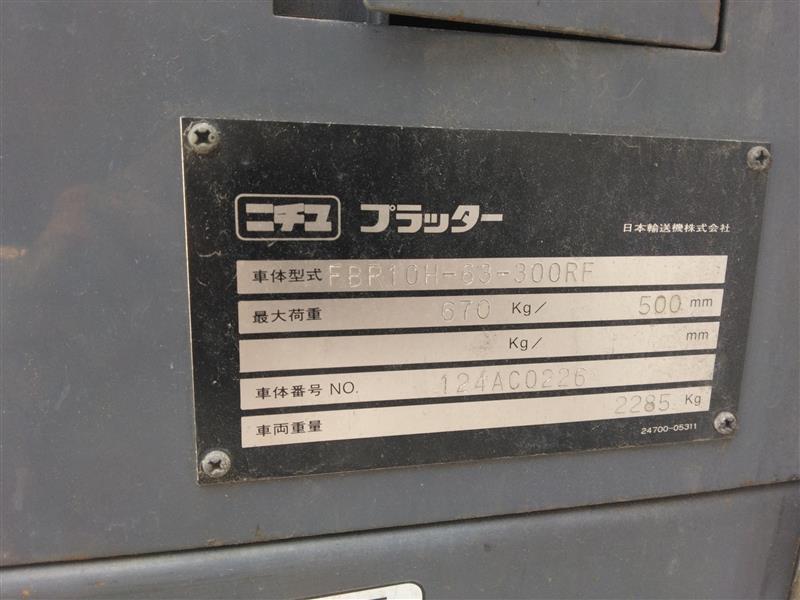 ニチユ プラッター
日本輸送機株式会社
車体型式 FBR10H-63-300RF
最大荷重 670 Kg/ 500 mm
Kg/ mm
車体番号 NO. 124AC0226
車両重量 2285 Kg
24700-05311